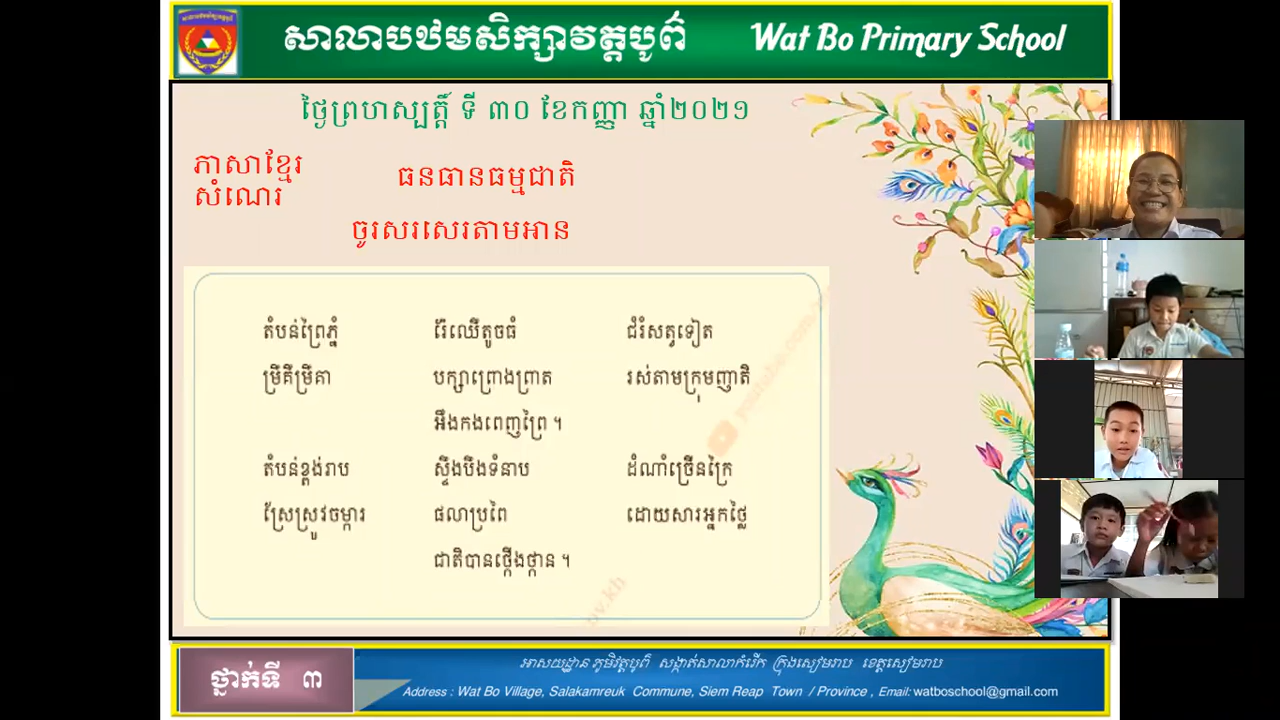 សាលាបឋមសិក្សាវត្តបូព៌ Wat Bo Primary School
ថ្ងៃព្រហស្បត្តិ៍ ទី ៣០ ខែកញ្ញា ឆ្នាំ២០២១
ភាសាខ្មែរ
សំណេរ
ធនធានធម្មជាតិ
ចូរសរសេរតាមអាន
តំបន់ព្រៃភ្នំ រ៉ែឈើតូចធំ ជំរំសត្វទៀត
ម្រឹគីម្រឹគា បក្សាព្រោងព្រាត រស់តាមក្រុមញាតិ
អឹងកងពេញព្រៃ ។
តំបន់ខ្ពង់រាប ស្ទឹងបឹងទំនាប ដំណាំច្រើនក្រៃ
ស្រែស្រូវចម្ការ ផលាប្រពៃ ដោយសារអ្នកថ្លៃ
ជាតិបានថ្កើងថ្កាន ។
ថ្នាក់ទី ៣
អាសយដ្ឋាន ភូមិវត្តបូព៌ សង្កាត់សាលាកំរើក ក្រុងសៀមរាប ខេត្តសៀមរាប
Address : Wat Bo Village, Salakamreuk Commune, Siem Reap Town / Province , Email: watboschool@gmail.com